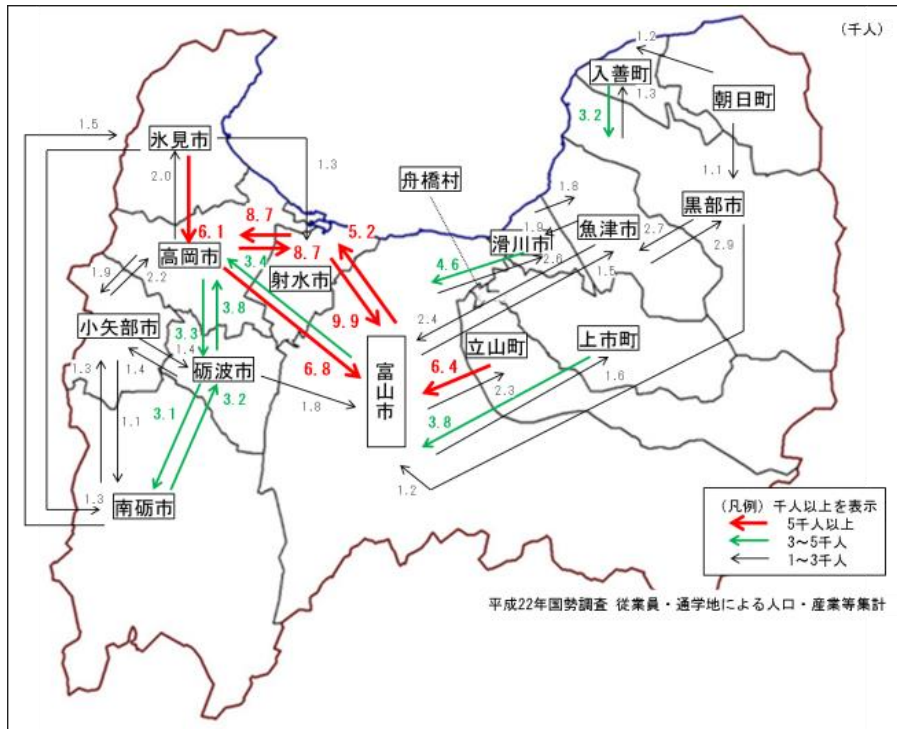 (千人)
1.2
入善町
朝日町
1.3
3.2
1.5
氷見市
1.3
1.1
2.0
舟橋村
1.8
黒部市
6.1
8.7
5.2
1.9
魚津市
2.7
滑川市
2.9
高岡市
3.4
8.7
4.6
2.6
1.5
射水市
1.9
2.2
9.9
2.4
小矢部市
3.3
3.8
立山町
上市町
1.4
6.8
富山市
6.4
1.3
1.4
砺波市
2.3
1.6
3.1
3.2
1.8
3.8
1.1
1.2
1.3
南砺市
(凡例) 千人以上を表示
5千人以上
3~5千人
1~3千人
平成22年国勢調査 従業員・通学地による人口・産業等集計